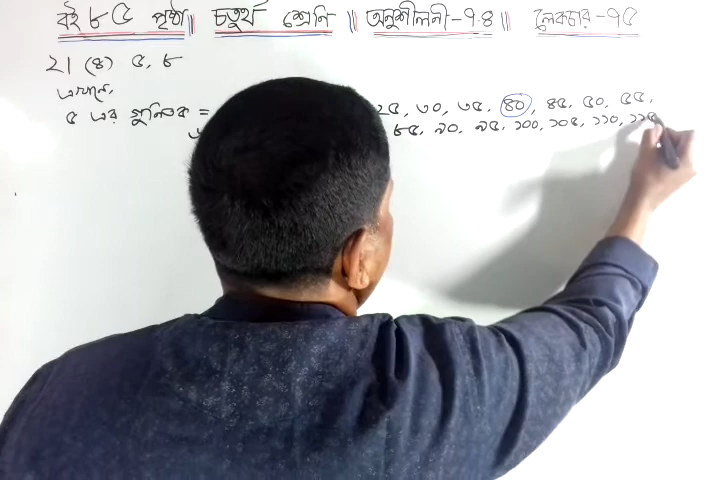 বই ৮৫ পৃষ্ঠা || চতুর্থ শ্রেনি || অনুশীলনী-৭.৪ || লেকচার-৭৫
২। (৪) ৫, ৮
এখানে,
৫ এর গুনিতক = ২৫, ৩০, ৩৫, ৪০, ৪৫, ৫০, ৫৫,
৮৫, ৯০, ৯৫, ১০০, ১০৫, ১১০, ১১৫